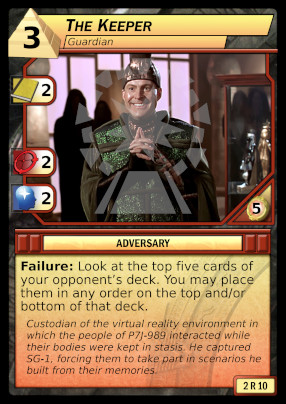 3
THE KEEPER
Guardian
2
2
2
5
ADVERSARY
Failure: Look at the top five cards of
your opponent's deck. You may place
them in any order on the top and/or
bottom of that deck.
Custodian of the virtual reality environment in
which the people of P7J-989 interacted while
their bodies were kept in stasis. He captured
SG-1, forcing them to take part in scenarios he
built from their memories.
2 R 10